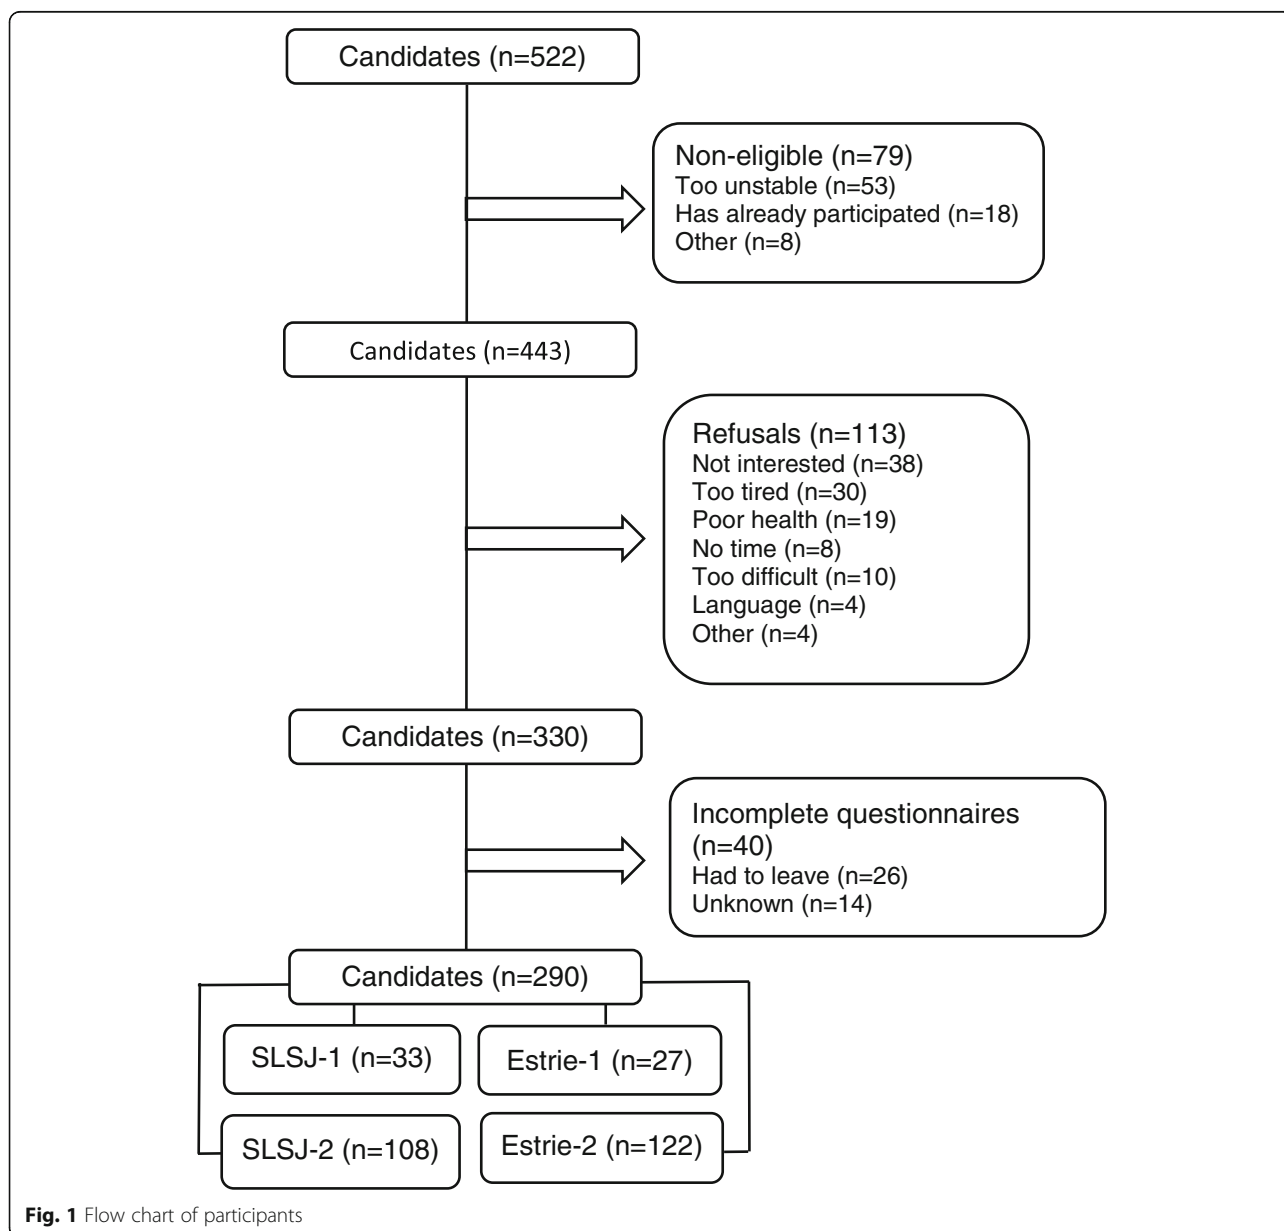 Candidates (n=522)
Non-eligible (n=79)
Too unstable (n=53)
Has already participated (n=18)
Other (n=8)
Candidates (n=443)
Refusals (n=113)
Not interested (n=38)
Too tired (n=30)
Poor health (n=19)
No time (n=8)
Too difficult (n=10)
Language (n=4)
Other (n=4)
Candidates (n=330)
Incomplete questionnaires
(n=40)
Had to leave (n=26)
Unknown (n=14)
Candidates (n=290)
SLSJ-1 (n=33)
Estrie-1 (n=27)
SLSJ-2 (n=108)
Estrie-2 (n=122)
Fig. 1 Flow chart of participants